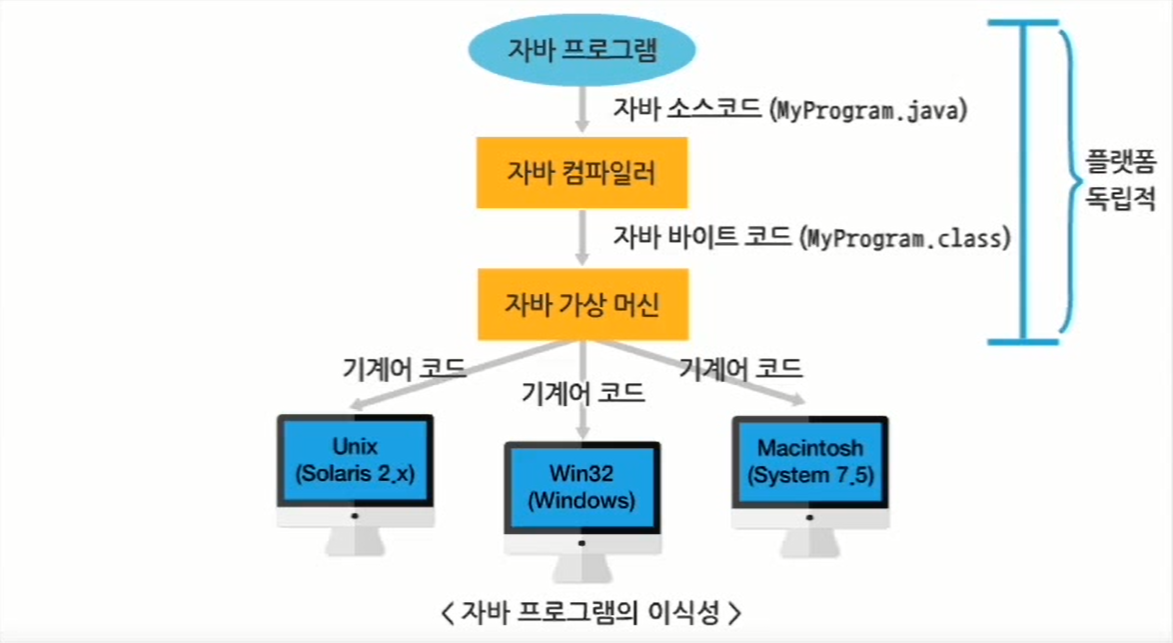 자바 프로그램
자바 소스코드 (MyProgram.java)
자바 컴파일러
플랫폼
독립적
자바 바이트 코드 (MyProgram.class)
자바 가상 머신
기계어 코드
기계어 코드
기계어 코드
Unix
(Solaris 2.x)
Win32
(Windows)
Macintosh
(System 7.5)
< 자바 프로그램의 이식성 >